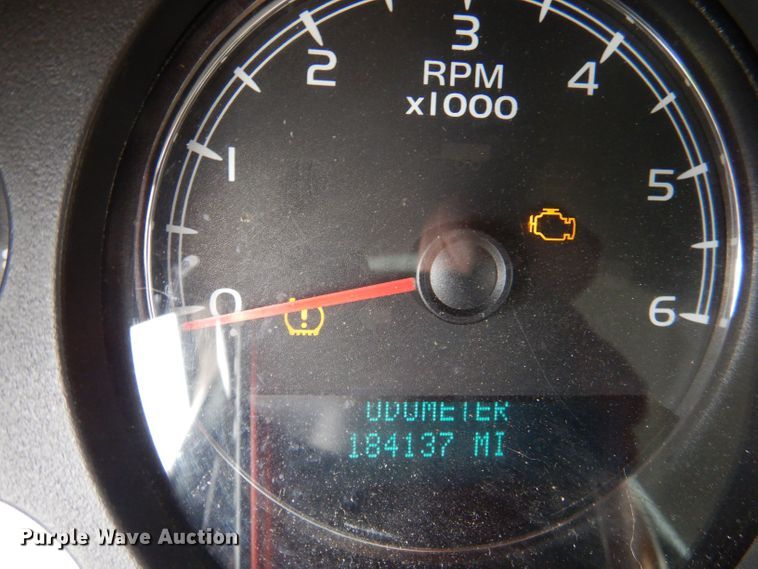 3
2
4
RPM
x1000
1
5
0
6
ODOMETER
184137 MI
Purple Wave Auction